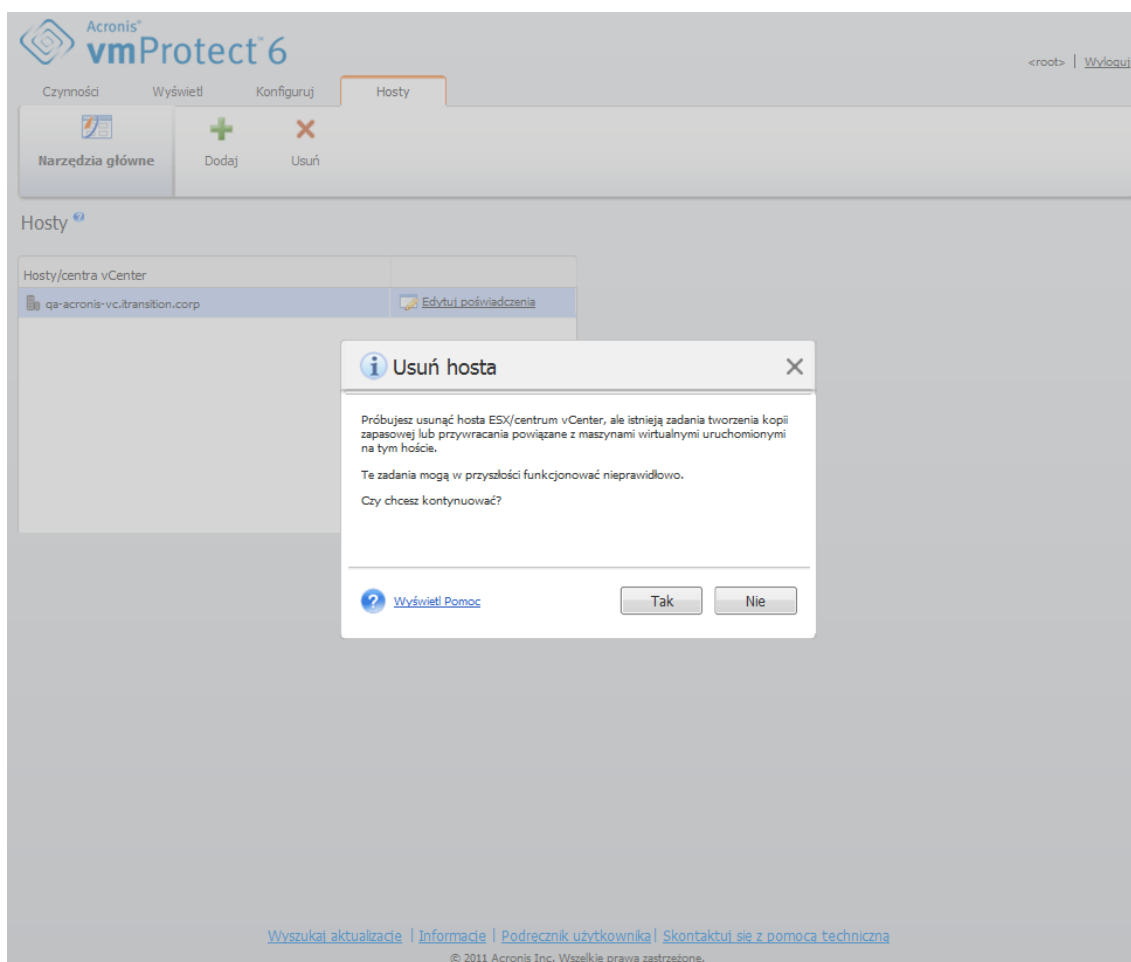 Acronis®
vmProtect™6
<root> | Wyloguj
Czynności Wyświetl Konfiguruj Hosty
Narzędzia główne Dodaj Usuń
Hosty
Hosty/centra vCenter
qa-acronis-vc.itransition.corp Edytuj poświadczenia
Usuń hosta
Próbujesz usunąć hosta ESX/centrum vCenter, ale istnieją zadania tworzenia kopii
zapasowej lub przywracania powiązane z maszynami wirtualnymi uruchomionymi
na tym hoście.
Te zadania mogą w przyszłości funkcjonować nieprawidłowo.
Czy chcesz kontynuować?
Wyświetl Pomoc Tak Nie
Wyszukaj aktualizacje | Informacje | Podręcznik użytkownika | Skontaktuj się z pomocą techniczną
© 2011 Acronis Inc. Wszelkie prawa zastrzeżone.